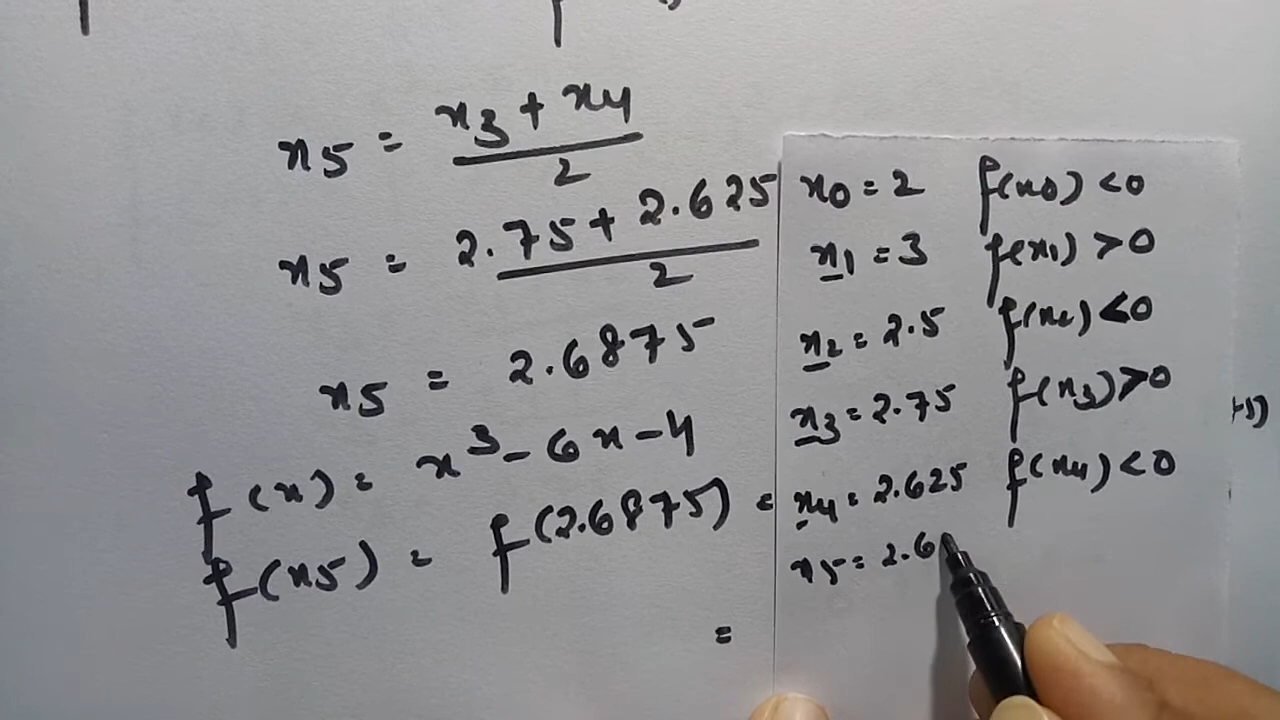 x5 = x3 + x4 / 2
x5 = 2.75 + 2.625 / 2
x5 = 2.6875
f(x) = x³ - 6x - 4
f(x5) = f(2.6875) =
=
x0 = 2 f(x0) < 0
x1 = 3 f(x1) > 0
x2 = 2.5 f(x2) < 0
x3 = 2.75 f(x3) > 0
x4 = 2.625 f(x4) < 0
x5 = 2.6